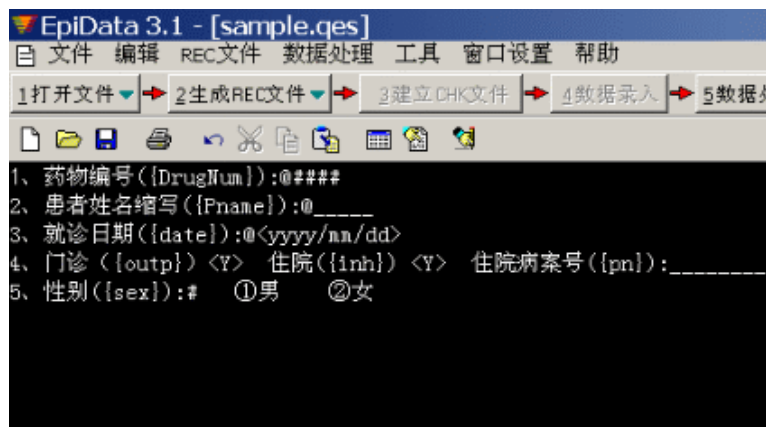 EpiData 3.1 - [sample.qes]
文件 编辑 REC文件 数据处理 工具 窗口设置 帮助
1打开文件 2生成REC文件 3建立CHK文件 4数据录入 5数据
1、药物编号({DrugNum}):@####
2、患者姓名缩写({Pname}):@_____
3、就诊日期({date}):@<yyyy/mm/dd>
4、门诊 ({outp}) <Y> 住院({inh}) <Y> 住院病案号({pn}):________
5、性别({sex}):# ①男 ②女